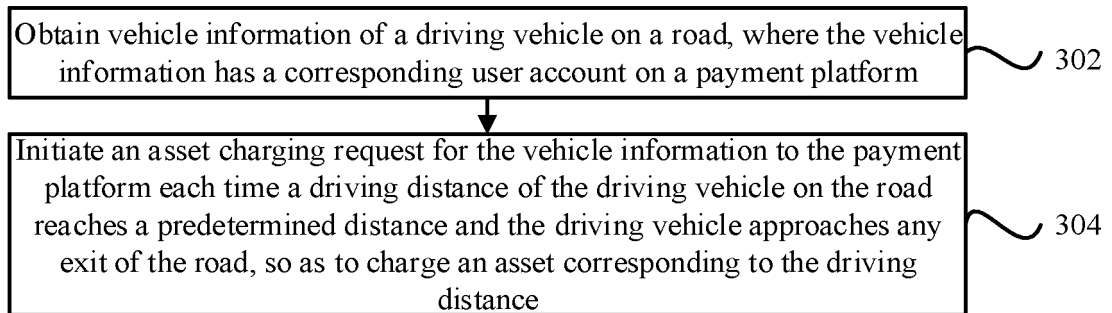 Obtain vehicle information of a driving vehicle on a road, where the vehicle
information has a corresponding user account on a payment platform
302
Initiate an asset charging request for the vehicle information to the payment
platform each time a driving distance of the driving vehicle on the road
reaches a predetermined distance and the driving vehicle approaches any
exit of the road, so as to charge an asset corresponding to the driving
distance
304